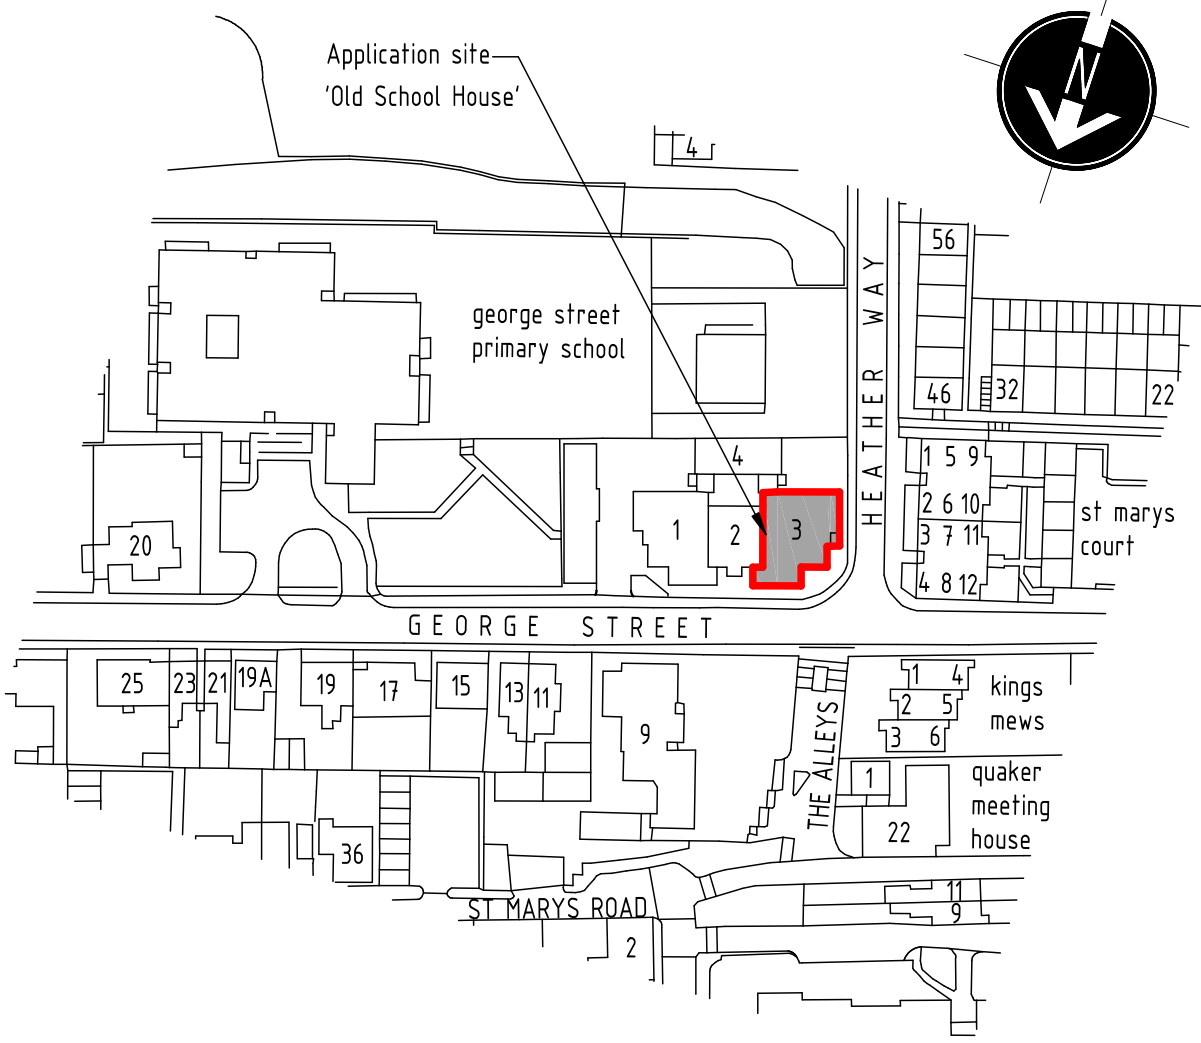 Application site
'Old School House'
N
4
56
HEATHER WAY
george street
primary school
46
32
22
4
1 5 9
2 6 10
3 7 11
4 8 12
st marys
court
1
2
3
20
GEORGE STREET
25
23
21
19A
19
17
15
13
11
9
THE ALLEYS
1 4
2 5
3 6
kings
mews
1
22
quaker
meeting
house
36
ST MARYS ROAD
11
9
2